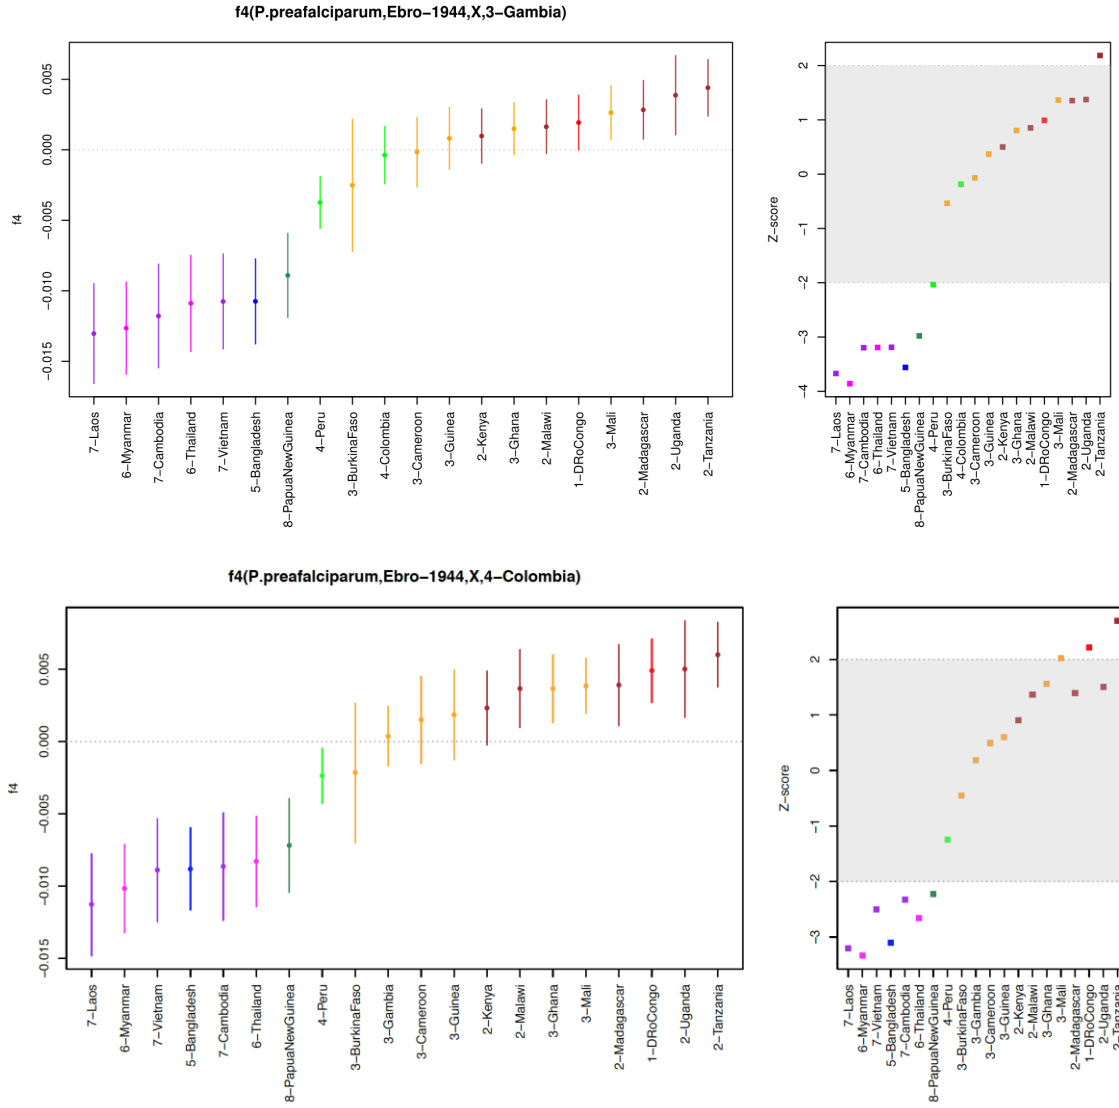 f4(P.preafalciparum,Ebro−1944,X,3−Gambia)
f4
0.005
0.000
−0.005
−0.010
−0.015
7−Laos
6−Myanmar
7−Cambodia
6−Thailand
7−Vietnam
5−Bangladesh
8−PapuaNewGuinea
4−Peru
3−BurkinaFaso
4−Colombia
3−Cameroon
3−Guinea
2−Kenya
3−Ghana
2−Malawi
1−DRoCongo
3−Mali
2−Madagascar
2−Uganda
2−Tanzania
Z−score
2
1
0
−1
−2
−3
−4
7−Laos
6−Myanmar
7−Cambodia
6−Thailand
7−Vietnam
5−Bangladesh
8−PapuaNewGuinea
4−Peru
3−BurkinaFaso
4−Colombia
3−Cameroon
3−Guinea
2−Kenya
3−Ghana
2−Malawi
1−DRoCongo
3−Mali
2−Madagascar
2−Uganda
2−Tanzania
f4(P.preafalciparum,Ebro−1944,X,4−Colombia)
f4
0.005
0.000
−0.005
−0.010
−0.015
7−Laos
6−Myanmar
7−Vietnam
5−Bangladesh
7−Cambodia
6−Thailand
8−PapuaNewGuinea
4−Peru
3−BurkinaFaso
3−Gambia
3−Cameroon
3−Guinea
2−Kenya
2−Malawi
3−Ghana
3−Mali
2−Madagascar
1−DRoCongo
2−Uganda
2−Tanzania
Z−score
2
1
0
−1
−2
−3
7−Laos
6−Myanmar
7−Vietnam
5−Bangladesh
7−Cambodia
6−Thailand
8−PapuaNewGuinea
4−Peru
3−BurkinaFaso
3−Gambia
3−Cameroon
3−Guinea
2−Kenya
2−Malawi
3−Ghana
3−Mali
2−Madagascar
1−DRoCongo
2−Uganda
2−Tanzania